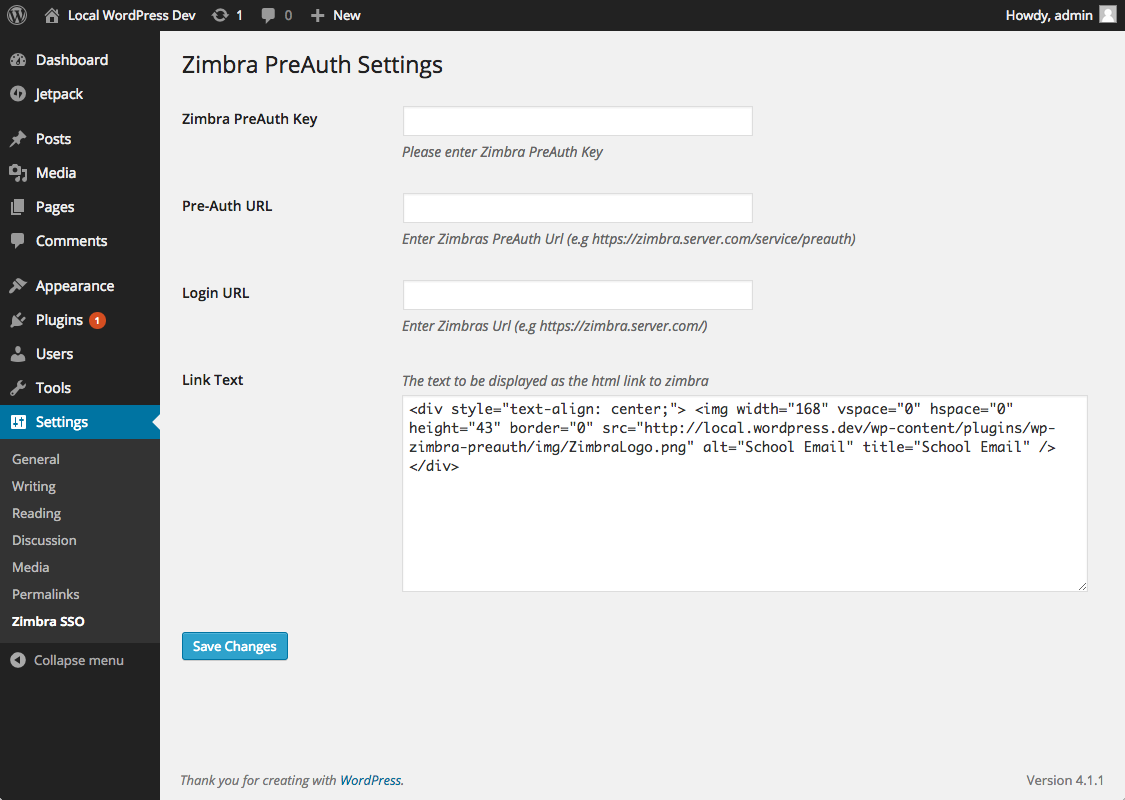 Local WordPress Dev 1 0 New Howdy, admin
Dashboard
Jetpack
Posts
Media
Pages
Comments
Appearance
Plugins 1
Users
Tools
Settings
General
Writing
Reading
Discussion
Media
Permalinks
Zimbra SSO
Collapse menu
Zimbra PreAuth Settings
Zimbra PreAuth Key
Please enter Zimbra PreAuth Key
Pre-Auth URL
Enter Zimbras PreAuth Url (e.g https://zimbra.server.com/service/preauth)
Login URL
Enter Zimbras Url (e.g https://zimbra.server.com/)
Link Text
The text to be displayed as the html link to zimbra
<div style="text-align: center;"> <img width="168" vspace="0" hspace="0"
height="43" border="0" src="http://local.wordpress.dev/wp-content/plugins/wp-
zimbra-preauth/img/ZimbraLogo.png" alt="School Email" title="School Email" />
</div>
Save Changes
Thank you for creating with WordPress. Version 4.1.1